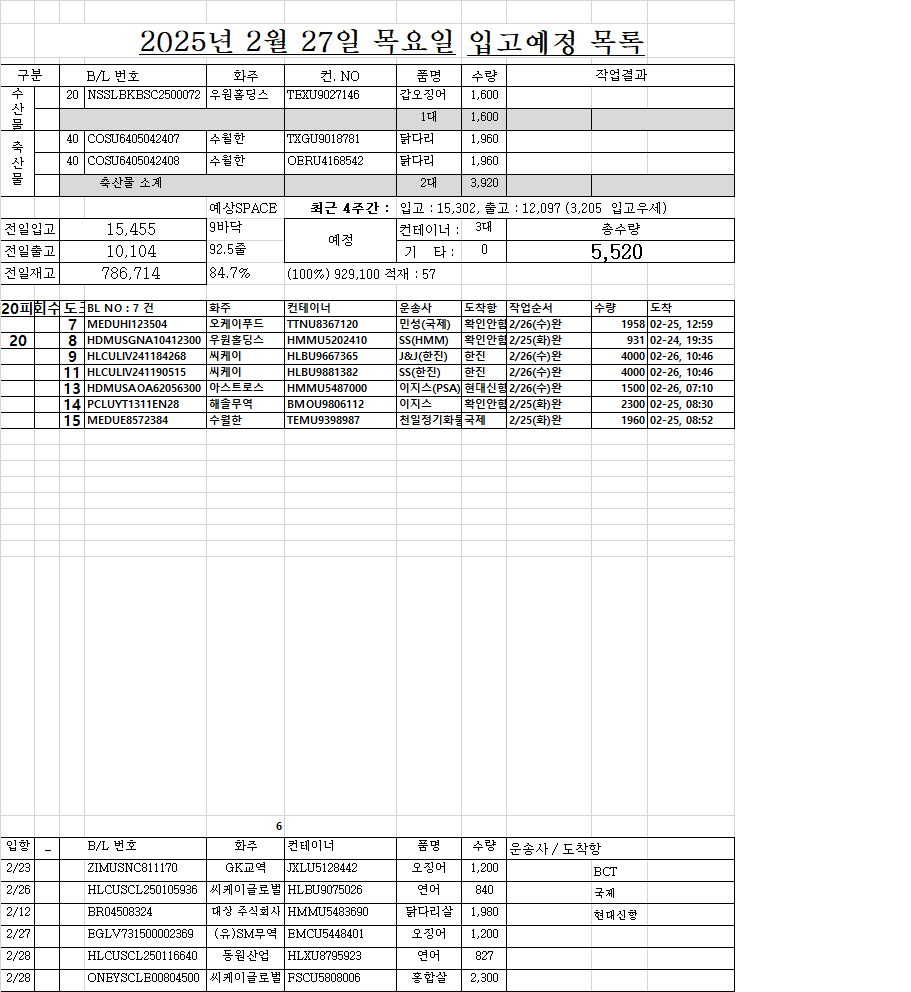 2025년 2월 27일 목요일 입고예정 목록
구분 B/L 번호 화주 컨. NO 품명 수량 작업결과
수산물
20 NSSLBKBSC2500072 우원홀딩스 TEXU9027146 갑오징어 1,600
1대 1,600
축산물
40 COSU6405042407 수월한 TXGU9018781 닭다리 1,960
40 COSU6405042408 수월한 OERU4168542 닭다리 1,960
축산물 소계 2대 3,920
예상SPACE 최근 4주간 : 입고 : 15,302, 출고 : 12,097 (3,205 입고우세)
전일입고 15,455 9바닥 예정 컨테이너 : 3대 총수량
전일출고 10,104 92.5줄 기 타 : 0 5,520
전일재고 786,714 84.7% (100%) 929,100 적재 : 57
20피 회수 도크 BL NO : 7 건 화주 컨테이너 운송사 도착항 작업순서 수량 도착
7 MEDUHI123504 오케이푸드 TTNU8367120 민성(국제) 확인안함 2/26(수)완 1958 02-25, 12:59
20 8 HDMUSGNA10412300 우원홀딩스 HMMU5202410 SS(HMM) 확인안함 2/25(화)완 931 02-24, 19:35
9 HLCULIV241184268 씨케이 HLBU9667365 J&J(한진) 한진 2/26(수)완 4000 02-26, 10:46
11 HLCULIV241190515 씨케이 HLBU9881382 SS(한진) 한진 2/26(수)완 4000 02-26, 10:46
13 HDMUSAOA62056300 아스트로스 HMMU5487000 이지스(PSA) 현대신항 2/26(수)완 1500 02-26, 07:10
14 PCLUYT1311EN28 해솔무역 BMOU9806112 이지스 확인안함 2/25(화)완 2300 02-25, 08:30
15 MEDUE8572384 수월한 TEMU9398987 천일정기화물 국제 2/25(화)완 1960 02-25, 08:52
6
입항 _ B/L 번호 화주 컨테이너 품명 수량 운송사 / 도착항
2/23 ZIMUSNC811170 GK교역 JXLU5128442 오징어 1,200 BCT
2/26 HLCUSCL250105936 씨케이글로벌 HLBU9075026 연어 840 국제
2/12 BR04508324 대상 주식회사 HMMU5483690 닭다리살 1,980 현대신항
2/27 EGLV731500002369 (유)SM무역 EMCU5448401 오징어 1,200
2/28 HLCUSCL250116640 동원산업 HLXU8795923 연어 827
2/28 ONEYSCLE00804500 씨케이글로벌 FSCU5808006 홍합살 2,300